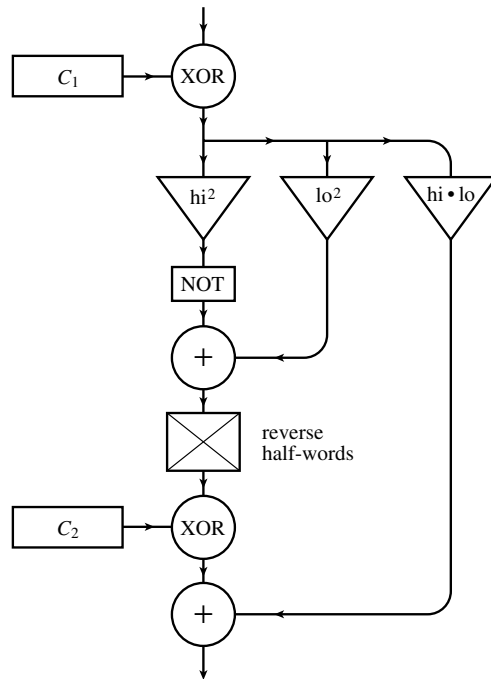 C₁
XOR
hi²
lo²
hi • lo
NOT
+
reverse
half-words
C₂
XOR
+